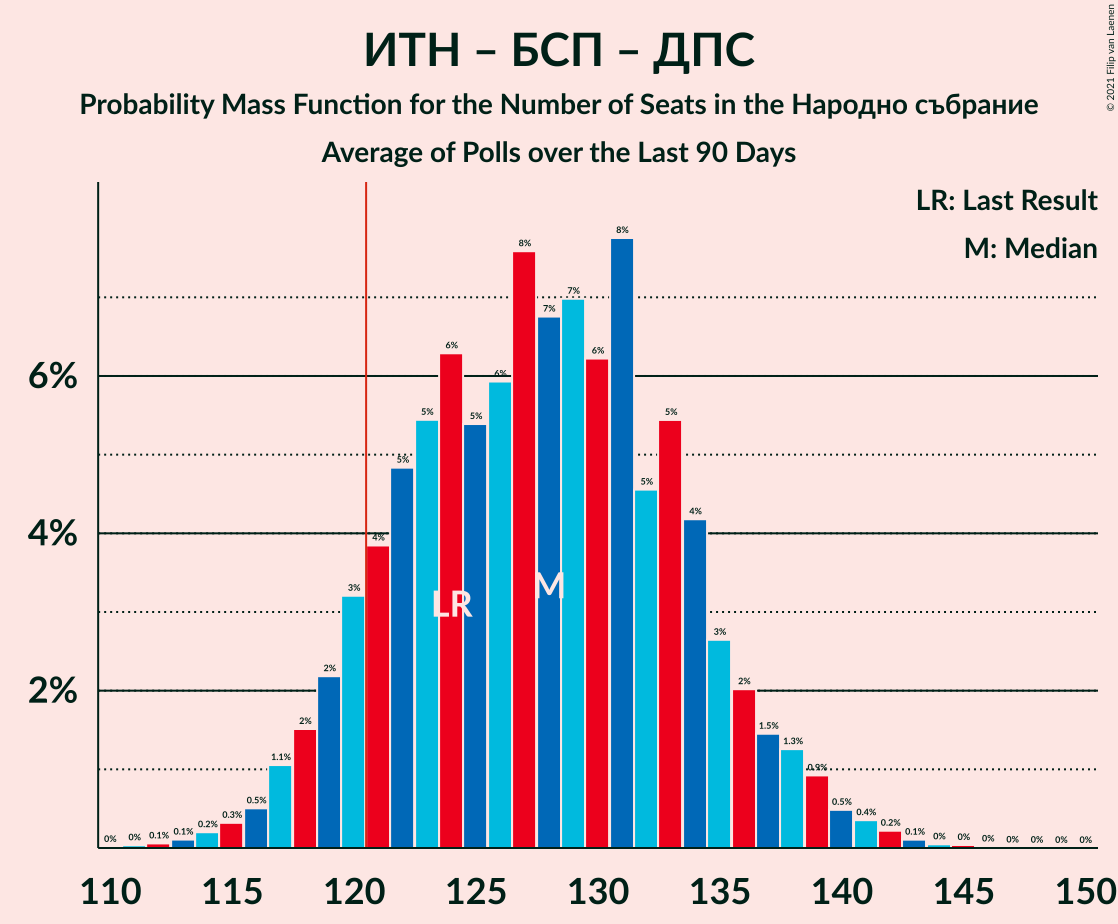 ИТН – БСП – ДПС
Probability Mass Function for the Number of Seats in the Народно събрание
Average of Polls over the Last 90 Days
© 2021 Filip van Laenen
LR: Last Result
M: Median
6%
4%
2%
0% 0% 0.1% 0.1% 0.2% 0.3% 0.5% 1.1% 2% 2% 3% 4% 5% 5% 6% 5% 6% 8% 7% 7% 6% 8% 5% 5% 4% 3% 2% 1.5% 1.3% 0.9% 0.5% 0.4% 0.2% 0.1% 0% 0% 0% 0% 0% 0% 0%
LR
M
110 115 120 125 130 135 140 145 150